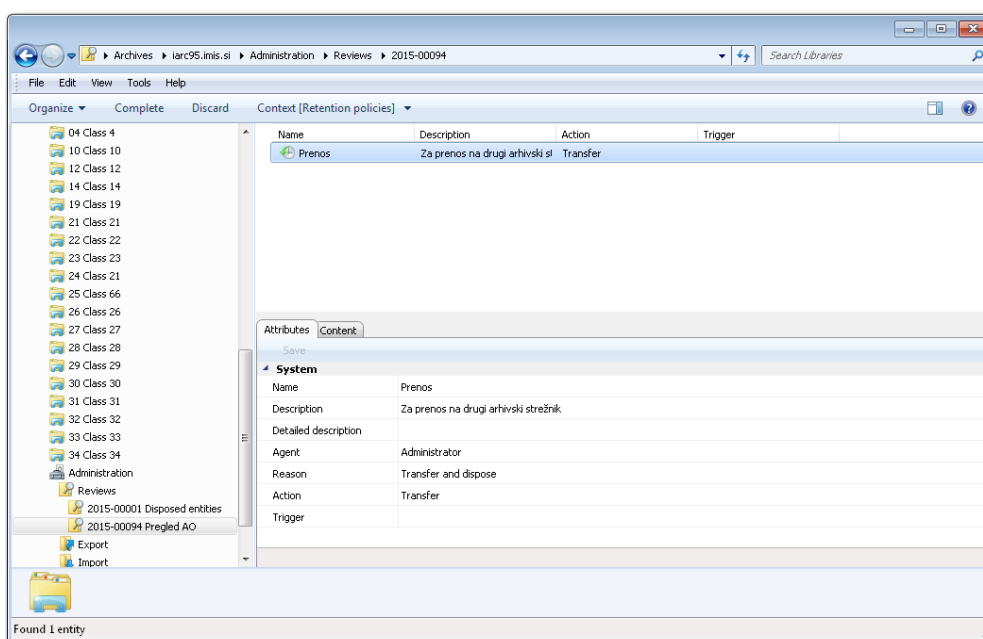 Archives iarc95.imis.si Administration Reviews 2015-00094
Search Libraries
File Edit View Tools Help
Organize Complete Discard Context [Retention policies]
04 Class 4
10 Class 10
12 Class 12
14 Class 14
19 Class 19
21 Class 21
22 Class 22
23 Class 23
24 Class 21
25 Class 66
26 Class 26
27 Class 27
28 Class 28
29 Class 29
30 Class 30
31 Class 31
32 Class 32
33 Class 33
34 Class 34
Administration
Reviews
2015-00001 Disposed entities
2015-00094 Pregled AO
Export
Import
Name Description Action Trigger
Prenos Za prenos na drugi arhivski Transfer
Attributes Content
Save
System
Name Prenos
Description Za prenos na drugi arhivski strežnik
Detailed description
Agent Administrator
Reason Transfer and dispose
Action Transfer
Trigger
Found 1 entity